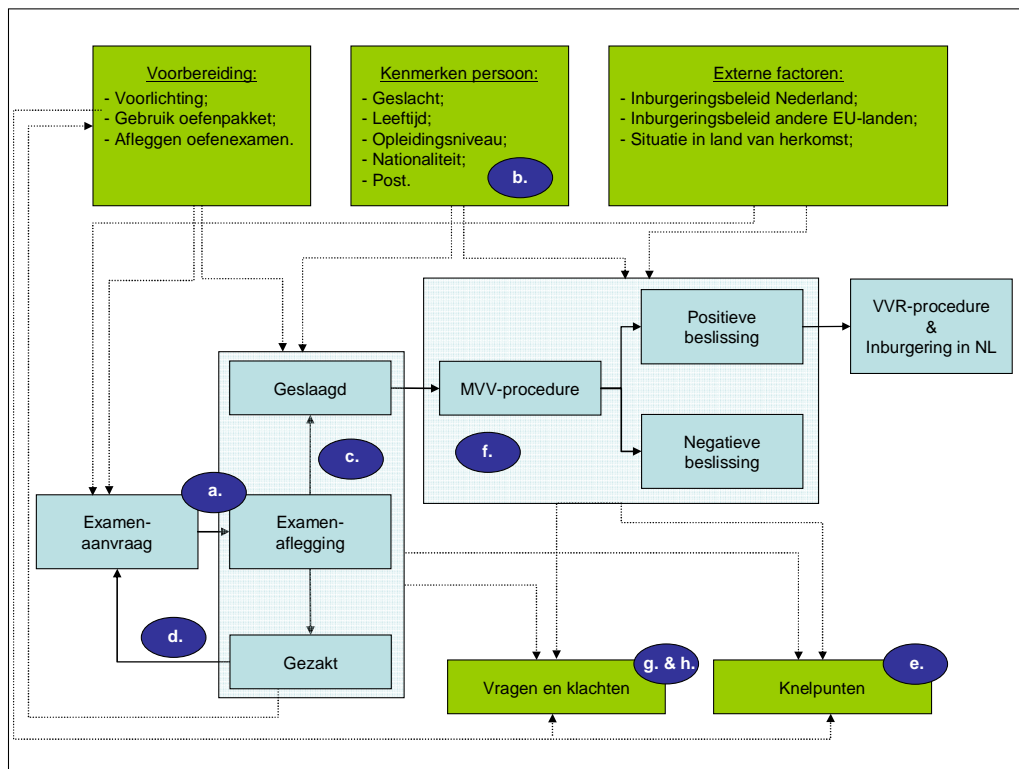 Voorbereiding:
- Voorlichting;
- Gebruik oefenpakket;
- Afleggen oefenexamen.
Kenmerken persoon:
- Geslacht;
- Leeftijd;
- Opleidingsniveau;
- Nationaliteit;
- Post.
b.
Externe factoren:
- Inburgeringsbeleid Nederland;
- Inburgeringsbeleid andere EU-landen;
- Situatie in land van herkomst;
Positieve
beslissing
VVR-procedure
&
Inburgering in NL
Geslaagd
MVV-procedure
Negatieve
beslissing
f.
c.
a.
Examen-
aanvraag
Examen-
aflegging
d.
Gezakt
g. & h.
Vragen en klachten
e.
Knelpunten